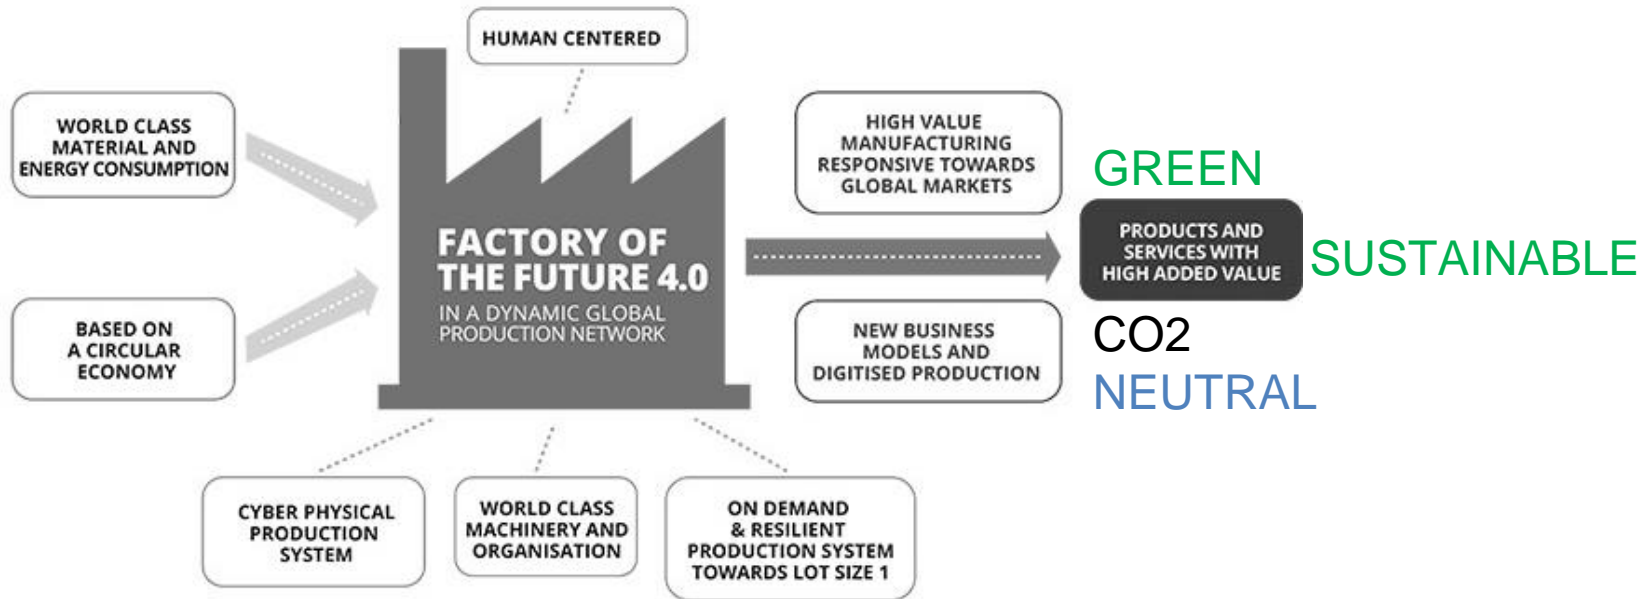 HUMAN CENTERED
WORLD CLASS
MATERIAL AND
ENERGY CONSUMPTION
BASED ON
A CIRCULAR
ECONOMY
FACTORY OF
THE FUTURE 4.0
IN A DYNAMIC GLOBAL
PRODUCTION NETWORK
HIGH VALUE
MANUFACTURING
RESPONSIVE TOWARDS
GLOBAL MARKETS
NEW BUSINESS
MODELS AND
DIGITISED PRODUCTION
GREEN
PRODUCTS AND
SERVICES WITH
HIGH ADDED VALUE
SUSTAINABLE
CO2
NEUTRAL
CYBER PHYSICAL
PRODUCTION
SYSTEM
WORLD CLASS
MACHINERY AND
ORGANISATION
ON DEMAND
& RESILIENT
PRODUCTION SYSTEM
TOWARDS LOT SIZE 1